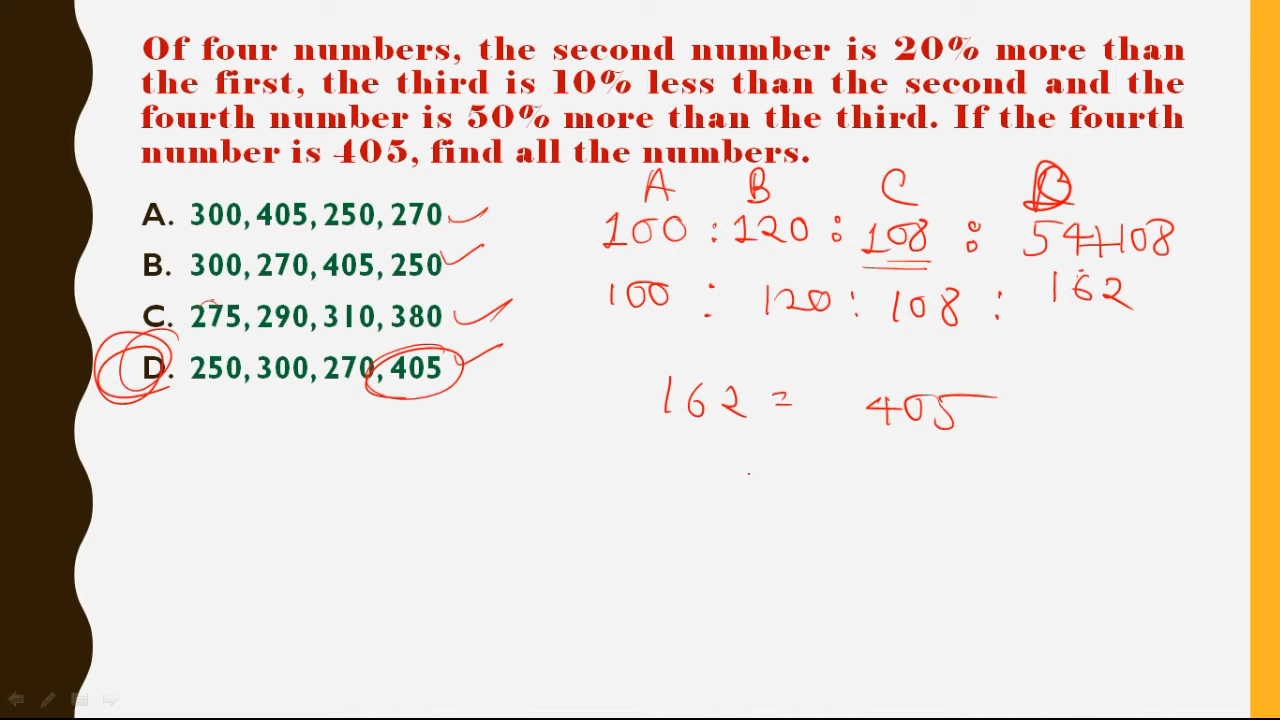 Of four numbers, the second number is 20% more than
the first, the third is 10% less than the second and the
fourth number is 50% more than the third. If the fourth
number is 405, find all the numbers.
A. 300, 405, 250, 270
B. 300, 270, 405, 250
C. 275, 290, 310, 380
D. 250, 300, 270, 405
A B C D
100 : 120 : 108 : 54+108
100 : 120 : 108 : 162
162 = 405